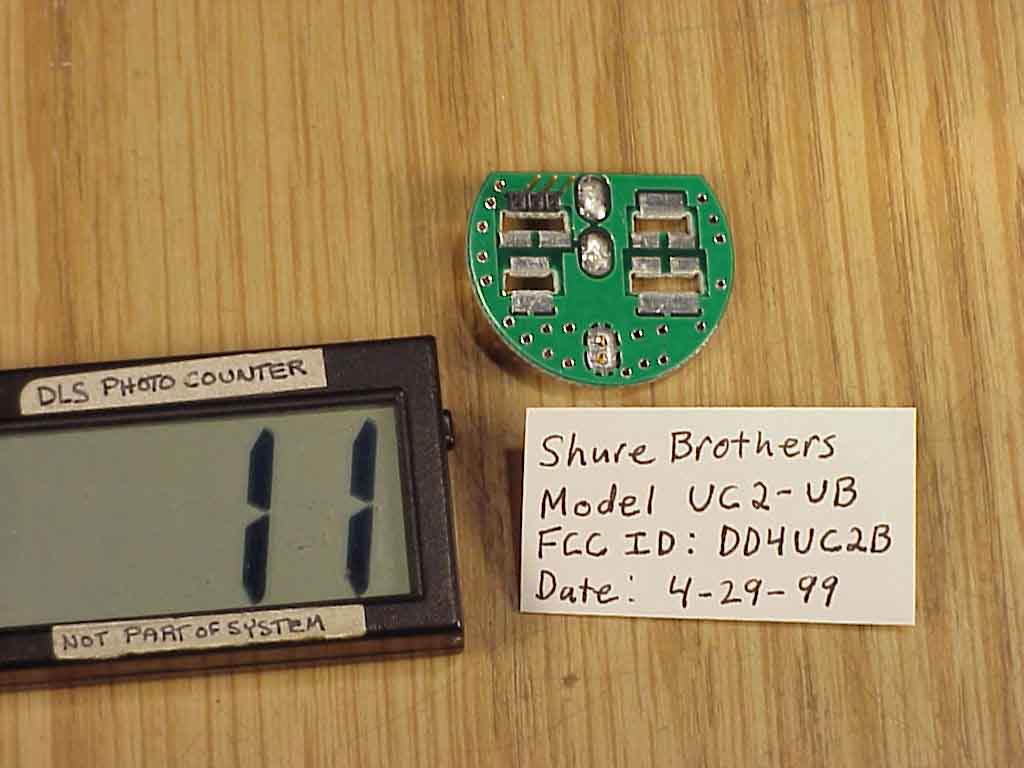 DLS PHOTO COUNTER
11
NOT PART OF SYSTEM
Shure Brothers
Model UC2-UB
FCC ID: DD4UC2B
Date: 4-29-99